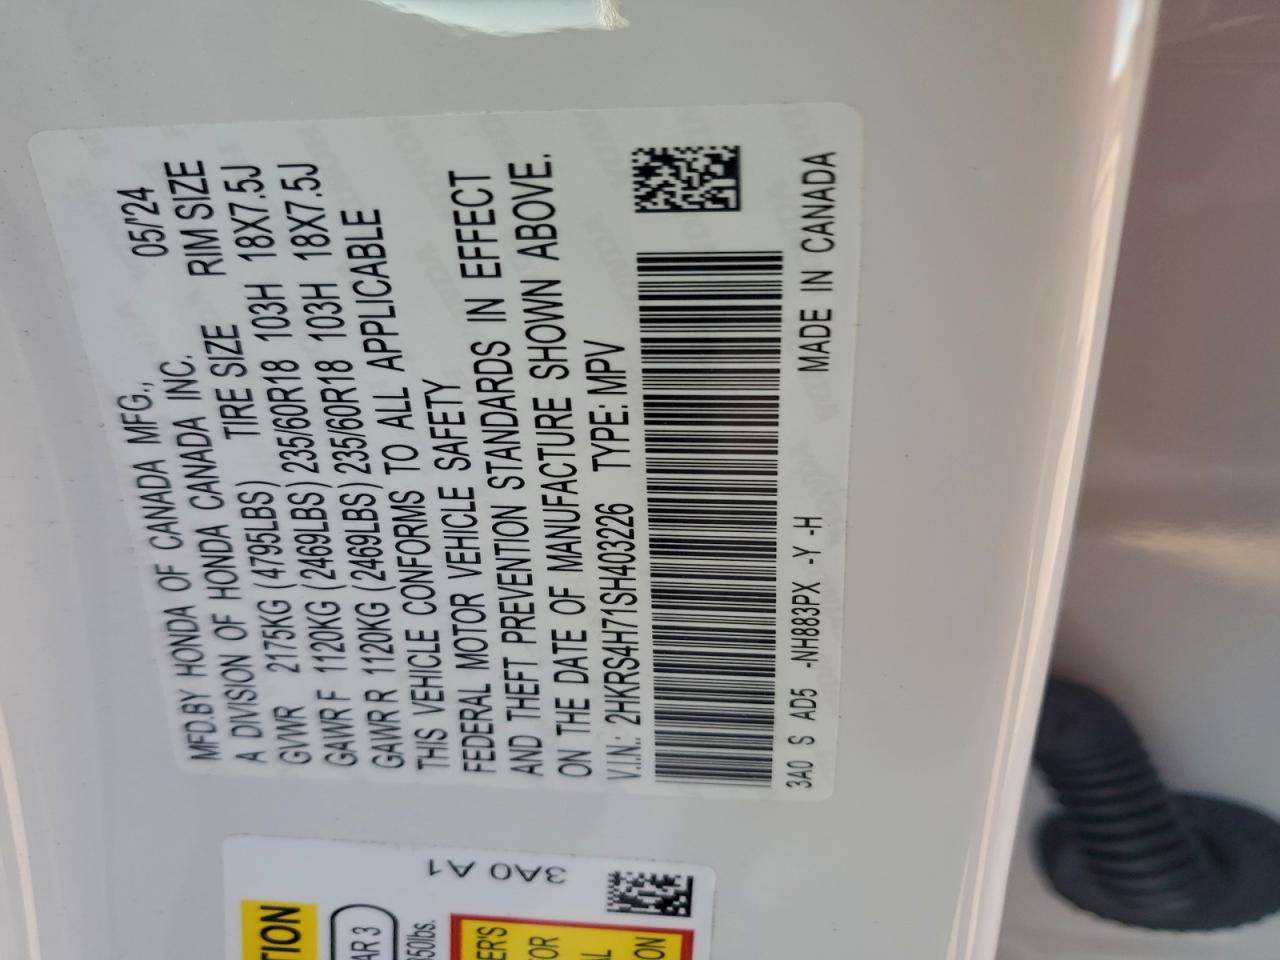 MFD.BY HONDA OF CANADA MFG., 05/'24
A DIVISION OF HONDA CANADA INC.
GVWR 2175KG (4795LBS) TIRE SIZE RIM SIZE
GAWR F 1120KG (2469LBS) 235/60R18 103H 18X7.5J
GAWR R 1120KG (2469LBS) 235/60R18 103H 18X7.5J
THIS VEHICLE CONFORMS TO ALL APPLICABLE
FEDERAL MOTOR VEHICLE SAFETY
AND THEFT PREVENTION STANDARDS IN EFFECT
ON THE DATE OF MANUFACTURE SHOWN ABOVE.
V.I.N.: 2HKRS4H71SH403226 TYPE: MPV
3A0 S AD5 -NH883PX -Y -H MADE IN CANADA
3A0 A1